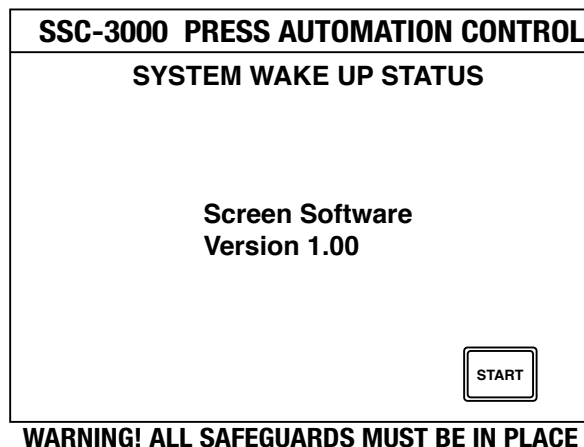 SSC-3000 PRESS AUTOMATION CONTROL
SYSTEM WAKE UP STATUS
Screen Software
Version 1.00
START
WARNING! ALL SAFEGUARDS MUST BE IN PLACE